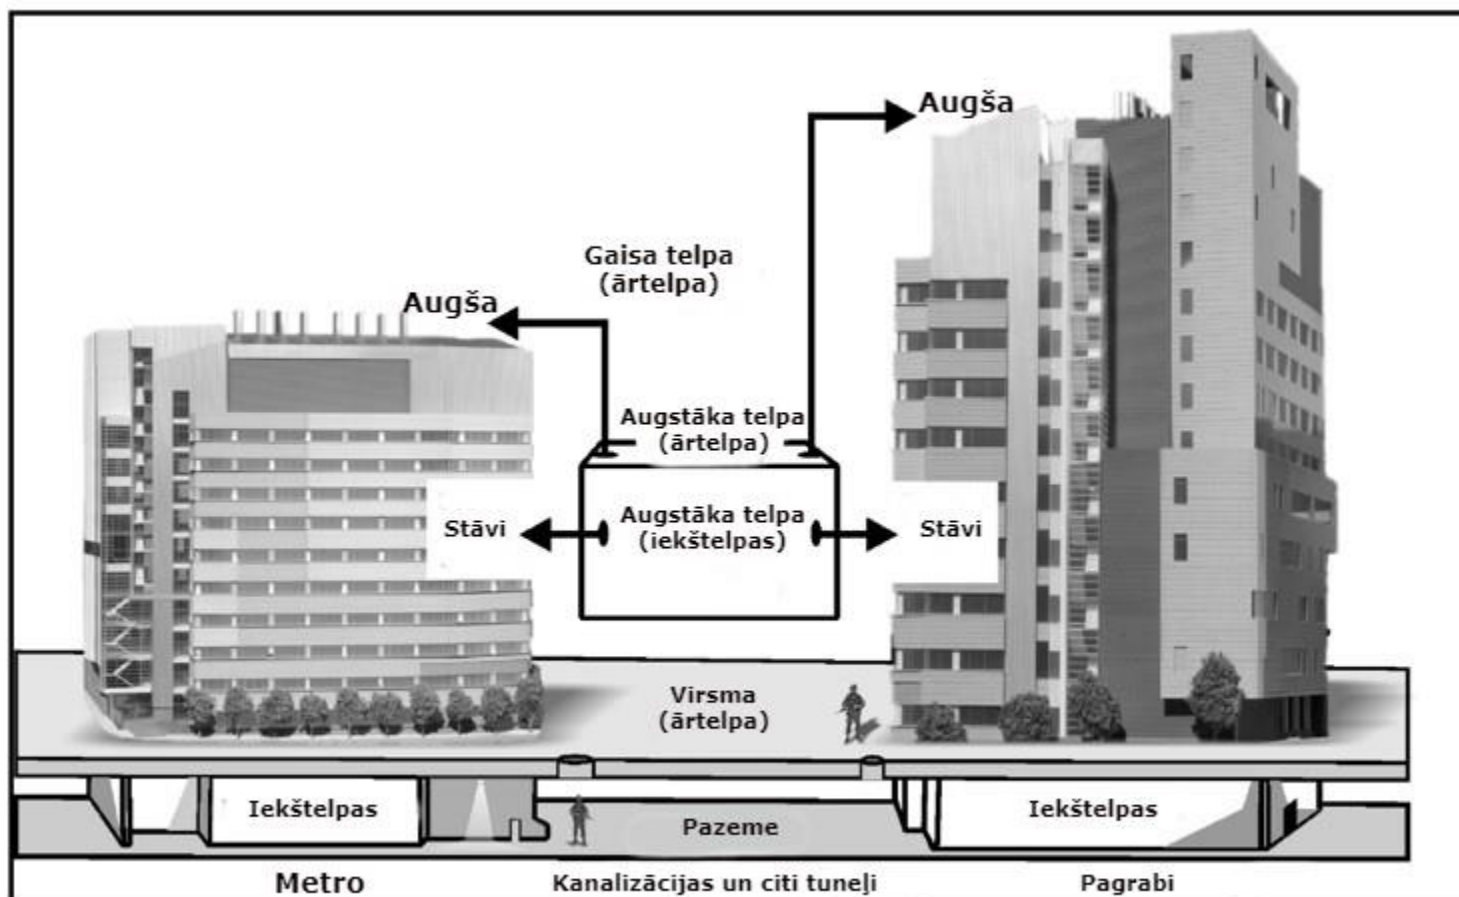 Augša
Gaisa telpa
(ārtelpa)
Augša
Augstāka telpa
(ārtelpa)
Stāvi
Augstāka telpa
(iekštelpas)
Stāvi
Virsma
(ārtelpa)
Iekštelpas
Pazeme
Iekštelpas
Metro
Kanalizācijas un citi tuneļi
Pagrabi